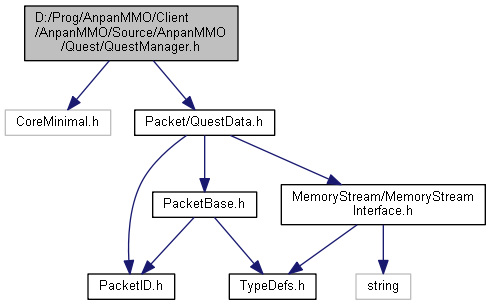 D:/Prog/AnpanMMO/Client
/AnpanMMO/Source/AnpanMMO
/Quest/QuestManager.h
CoreMinimal.h
Packet/QuestData.h
PacketBase.h
MemoryStream/MemoryStream
Interface.h
PacketID.h
TypeDefs.h
string